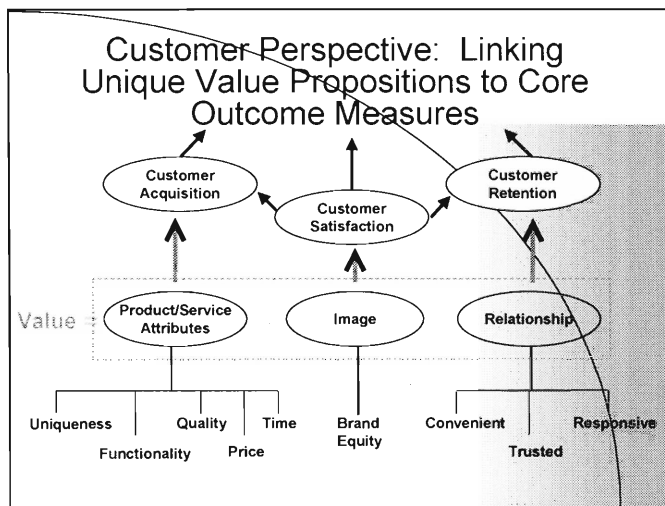 Customer Perspective: Linking
Unique Value Propositions to Core
Outcome Measures
Customer
Acquisition
Customer
Satisfaction
Customer
Retention
Value =
Product/Service
Attributes
Image
Relationship
Uniqueness
Functionality
Quality
Price
Time
Brand
Equity
Convenient
Trusted
Responsive